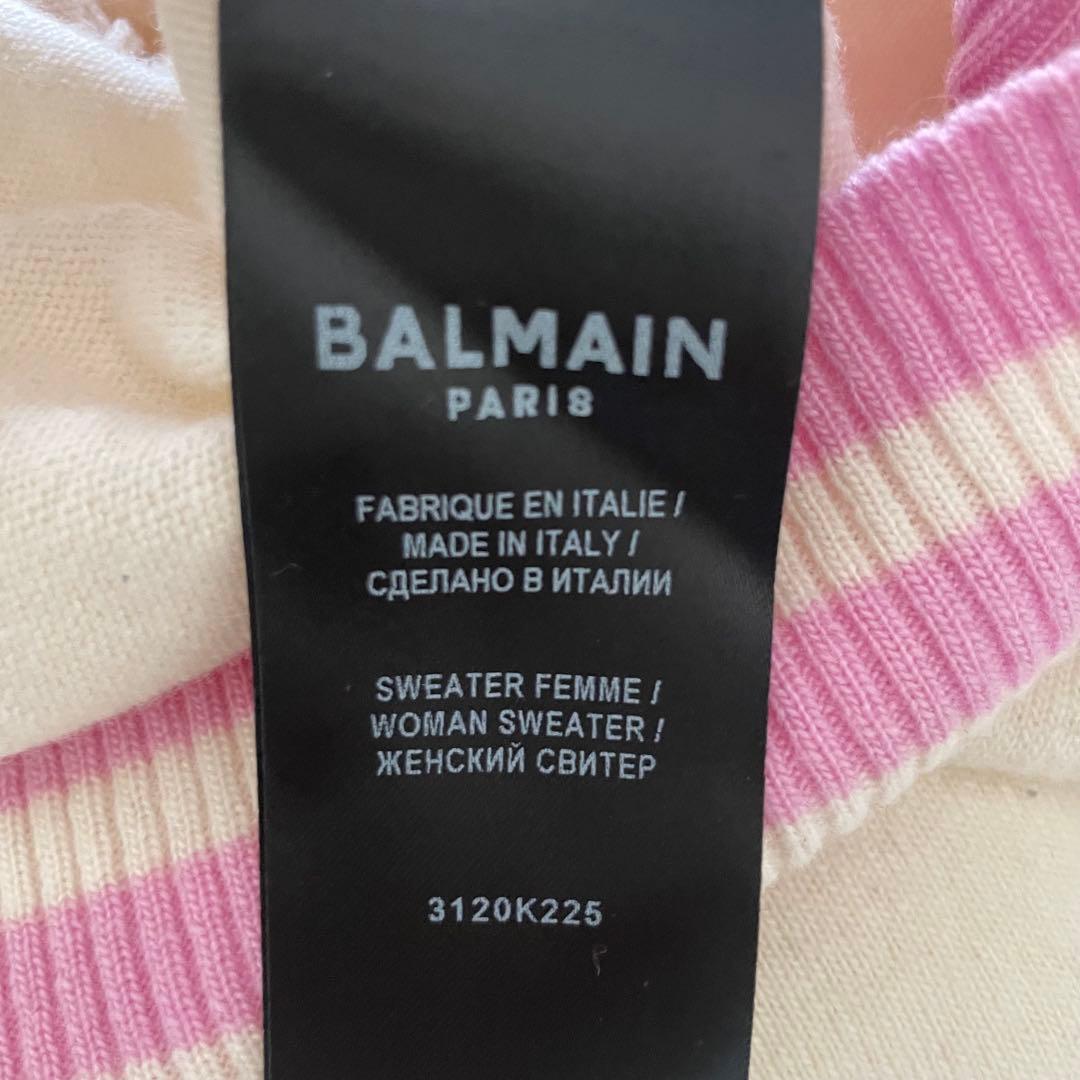 BALMAIN
PARIS
FABRIQUE EN ITALIE /
MADE IN ITALY /
СДЕЛАНО В ИТАЛИИ
SWEATER FEMME /
WOMAN SWEATER /
ЖЕНСКИЙ СВИТЕР
3120K225